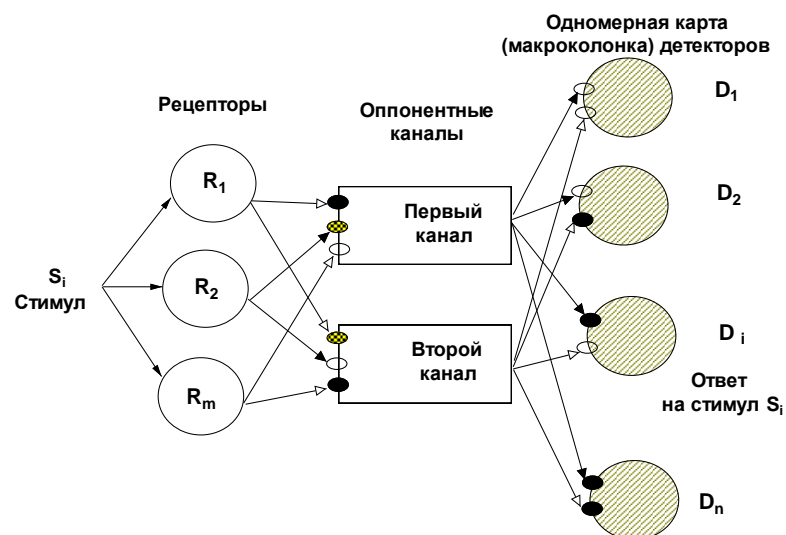 Одномерная карта
(макроколонка) детекторов
Рецепторы
Оппонентные
каналы
D1
R1
Первый
канал
D2
Si
Стимул
R2
Второй
канал
D i
Rm
Ответ
на стимул Si
Dn